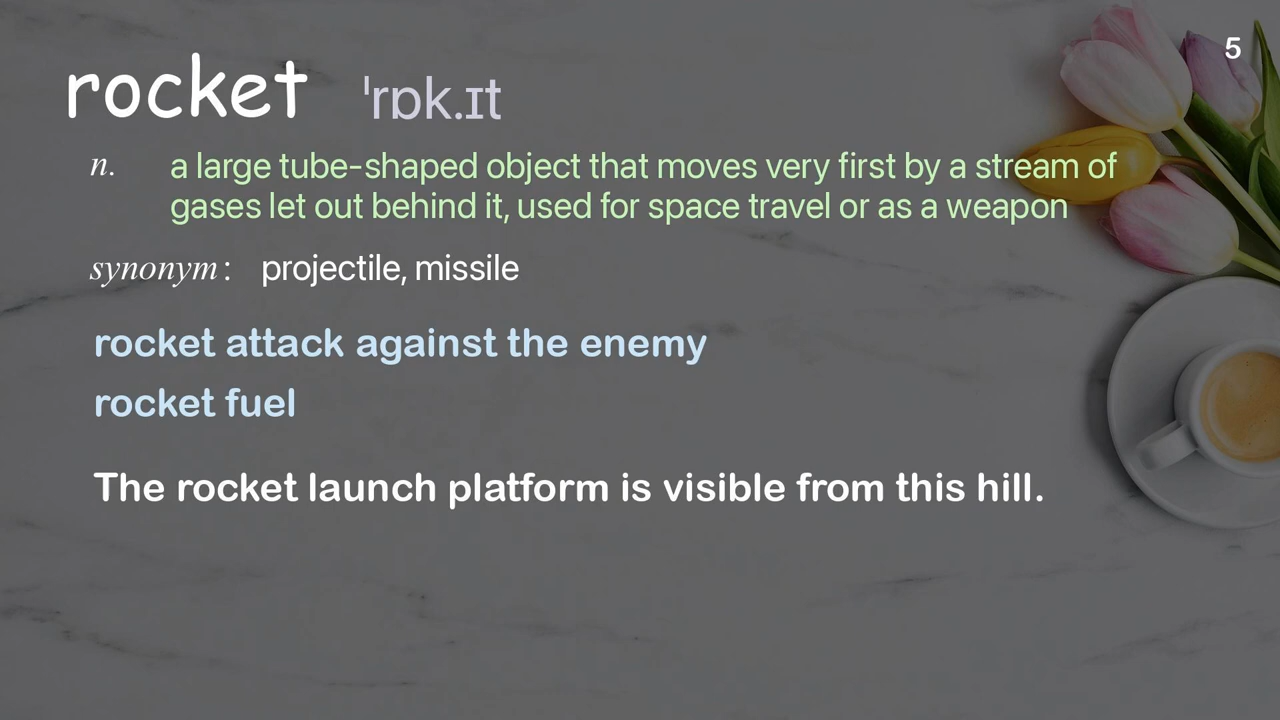 5
rocket ˈrɒk.ɪt
n. a large tube-shaped object that moves very first by a stream of
gases let out behind it, used for space travel or as a weapon
synonym: projectile, missile
rocket attack against the enemy
rocket fuel
The rocket launch platform is visible from this hill.